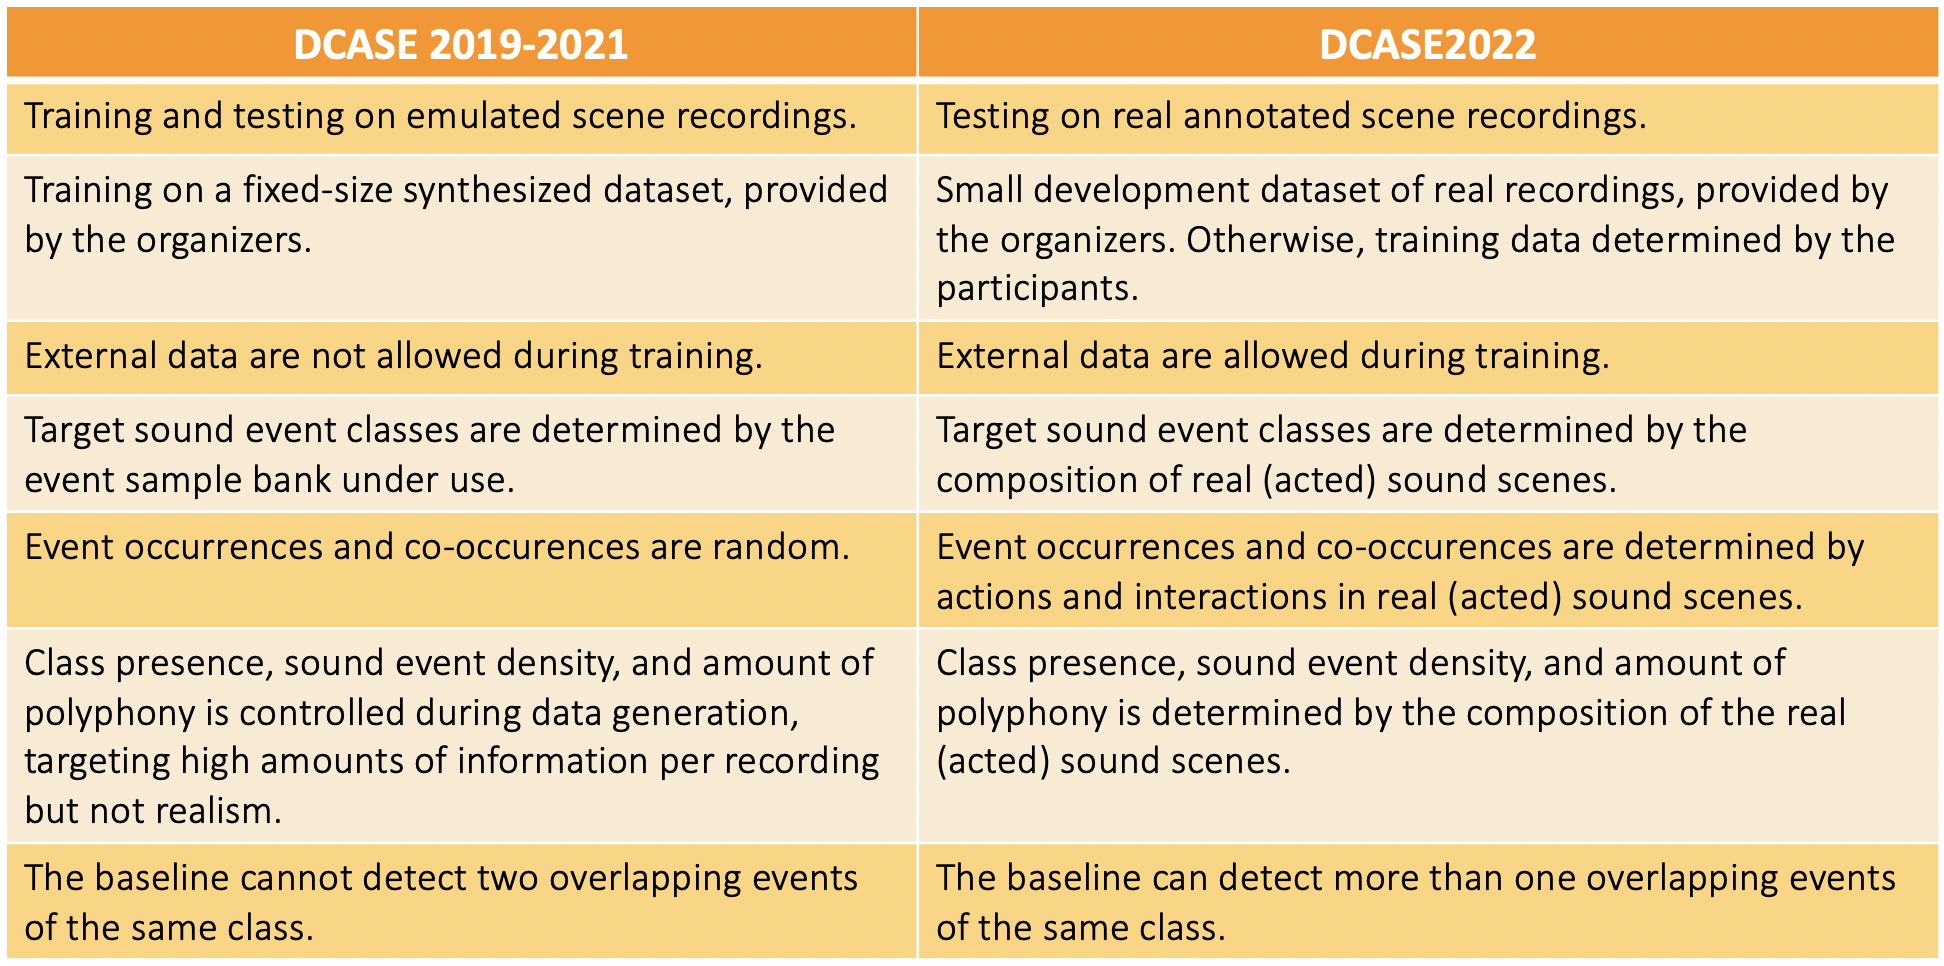 DCASE 2019-2021
DCASE2022
Training and testing on emulated scene recordings.
Testing on real annotated scene recordings.
Training on a fixed-size synthesized dataset, provided
by the organizers.
Small development dataset of real recordings, provided by
the organizers. Otherwise, training data determined by the
participants.
External data are not allowed during training.
External data are allowed during training.
Target sound event classes are determined by the
event sample bank under use.
Target sound event classes are determined by the
composition of real (acted) sound scenes.
Event occurrences and co-occurences are random.
Event occurrences and co-occurences are determined by
actions and interactions in real (acted) sound scenes.
Class presence, sound event density, and amount of
polyphony is controlled during data generation,
targeting high amounts of information per recording
but not realism.
Class presence, sound event density, and amount of
polyphony is determined by the composition of the real
(acted) sound scenes.
The baseline cannot detect two overlapping events
of the same class.
The baseline can detect more than one overlapping events
of the same class.